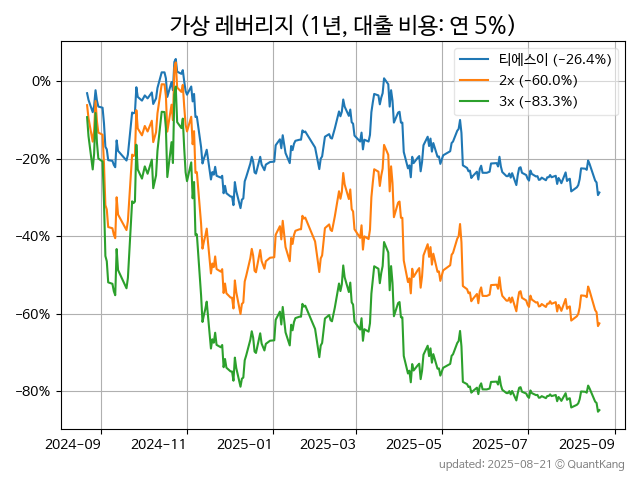 가상 레버리지 (1년, 대출 비용: 연 5%)
티에스이 (−26.4%)
2x (−60.0%)
3x (−83.3%)
0%
−20%
−40%
−60%
−80%
2024-09 2024-11 2025-01 2025-03 2025-05 2025-07 2025-09
updated: 2025-08-21 © QuantKang